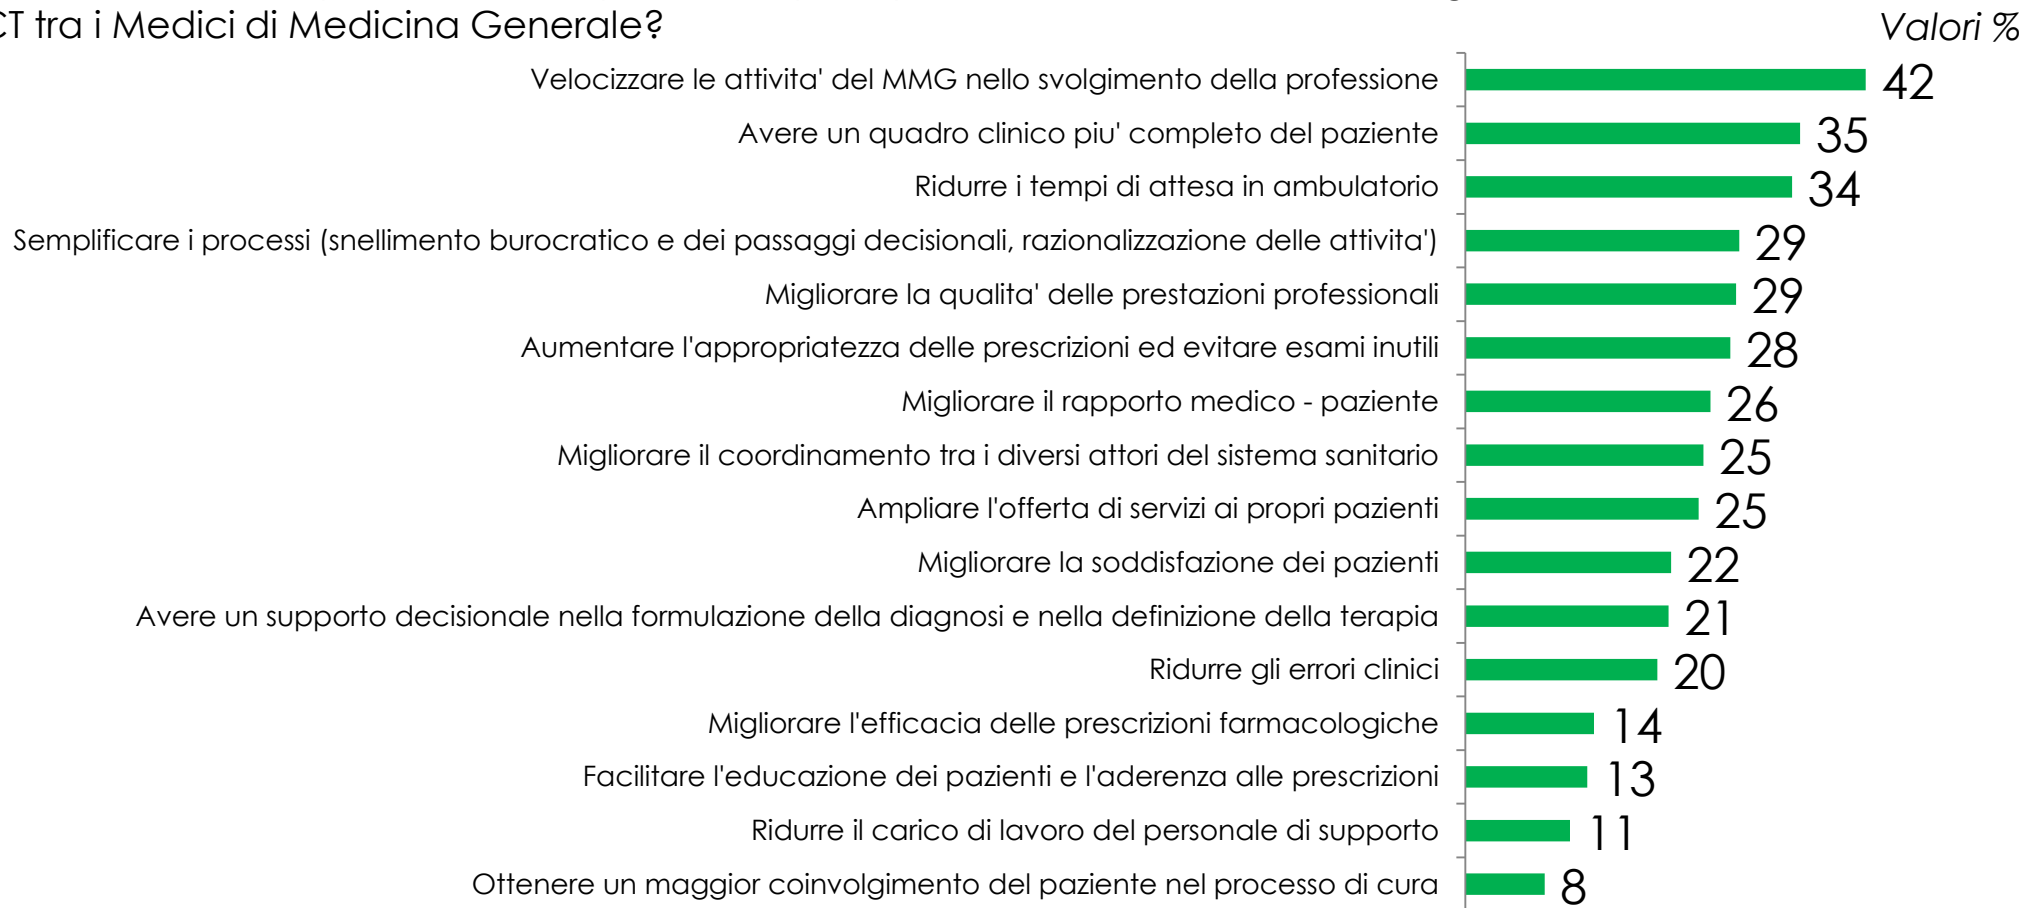 CT tra i Medici di Medicina Generale?
Valori %
Velocizzare le attivita' del MMG nello svolgimento della professione 42
Avere un quadro clinico piu' completo del paziente 35
Ridurre i tempi di attesa in ambulatorio 34
Semplificare i processi (snellimento burocratico e dei passaggi decisionali, razionalizzazione delle attivita') 29
Migliorare la qualita' delle prestazioni professionali 29
Aumentare l'appropriatezza delle prescrizioni ed evitare esami inutili 28
Migliorare il rapporto medico - paziente 26
Migliorare il coordinamento tra i diversi attori del sistema sanitario 25
Ampliare l'offerta di servizi ai propri pazienti 25
Migliorare la soddisfazione dei pazienti 22
Avere un supporto decisionale nella formulazione della diagnosi e nella definizione della terapia 21
Ridurre gli errori clinici 20
Migliorare l'efficacia delle prescrizioni farmacologiche 14
Facilitare l'educazione dei pazienti e l'aderenza alle prescrizioni 13
Ridurre il carico di lavoro del personale di supporto 11
Ottenere un maggior coinvolgimento del paziente nel processo di cura 8